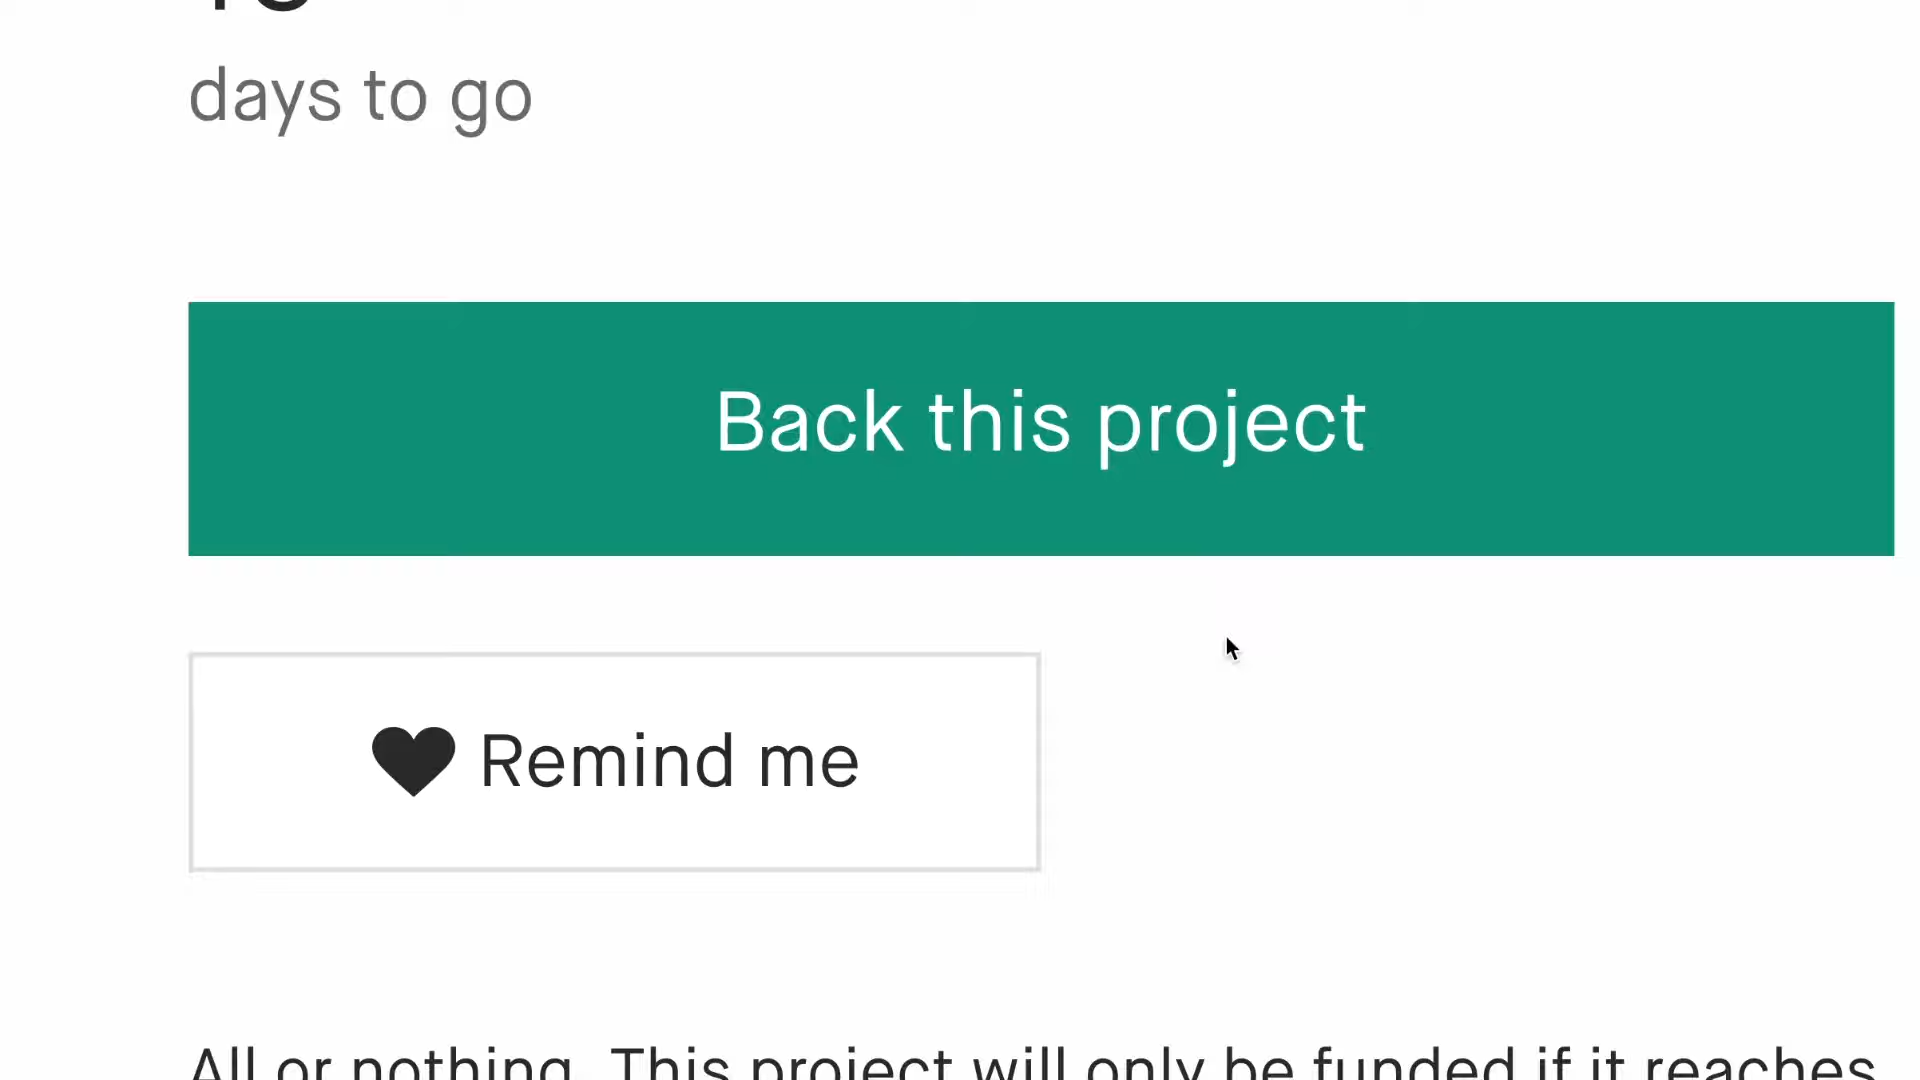 days to go
Back this project
Remind me
All or nothing. This project will only be funded if it reaches